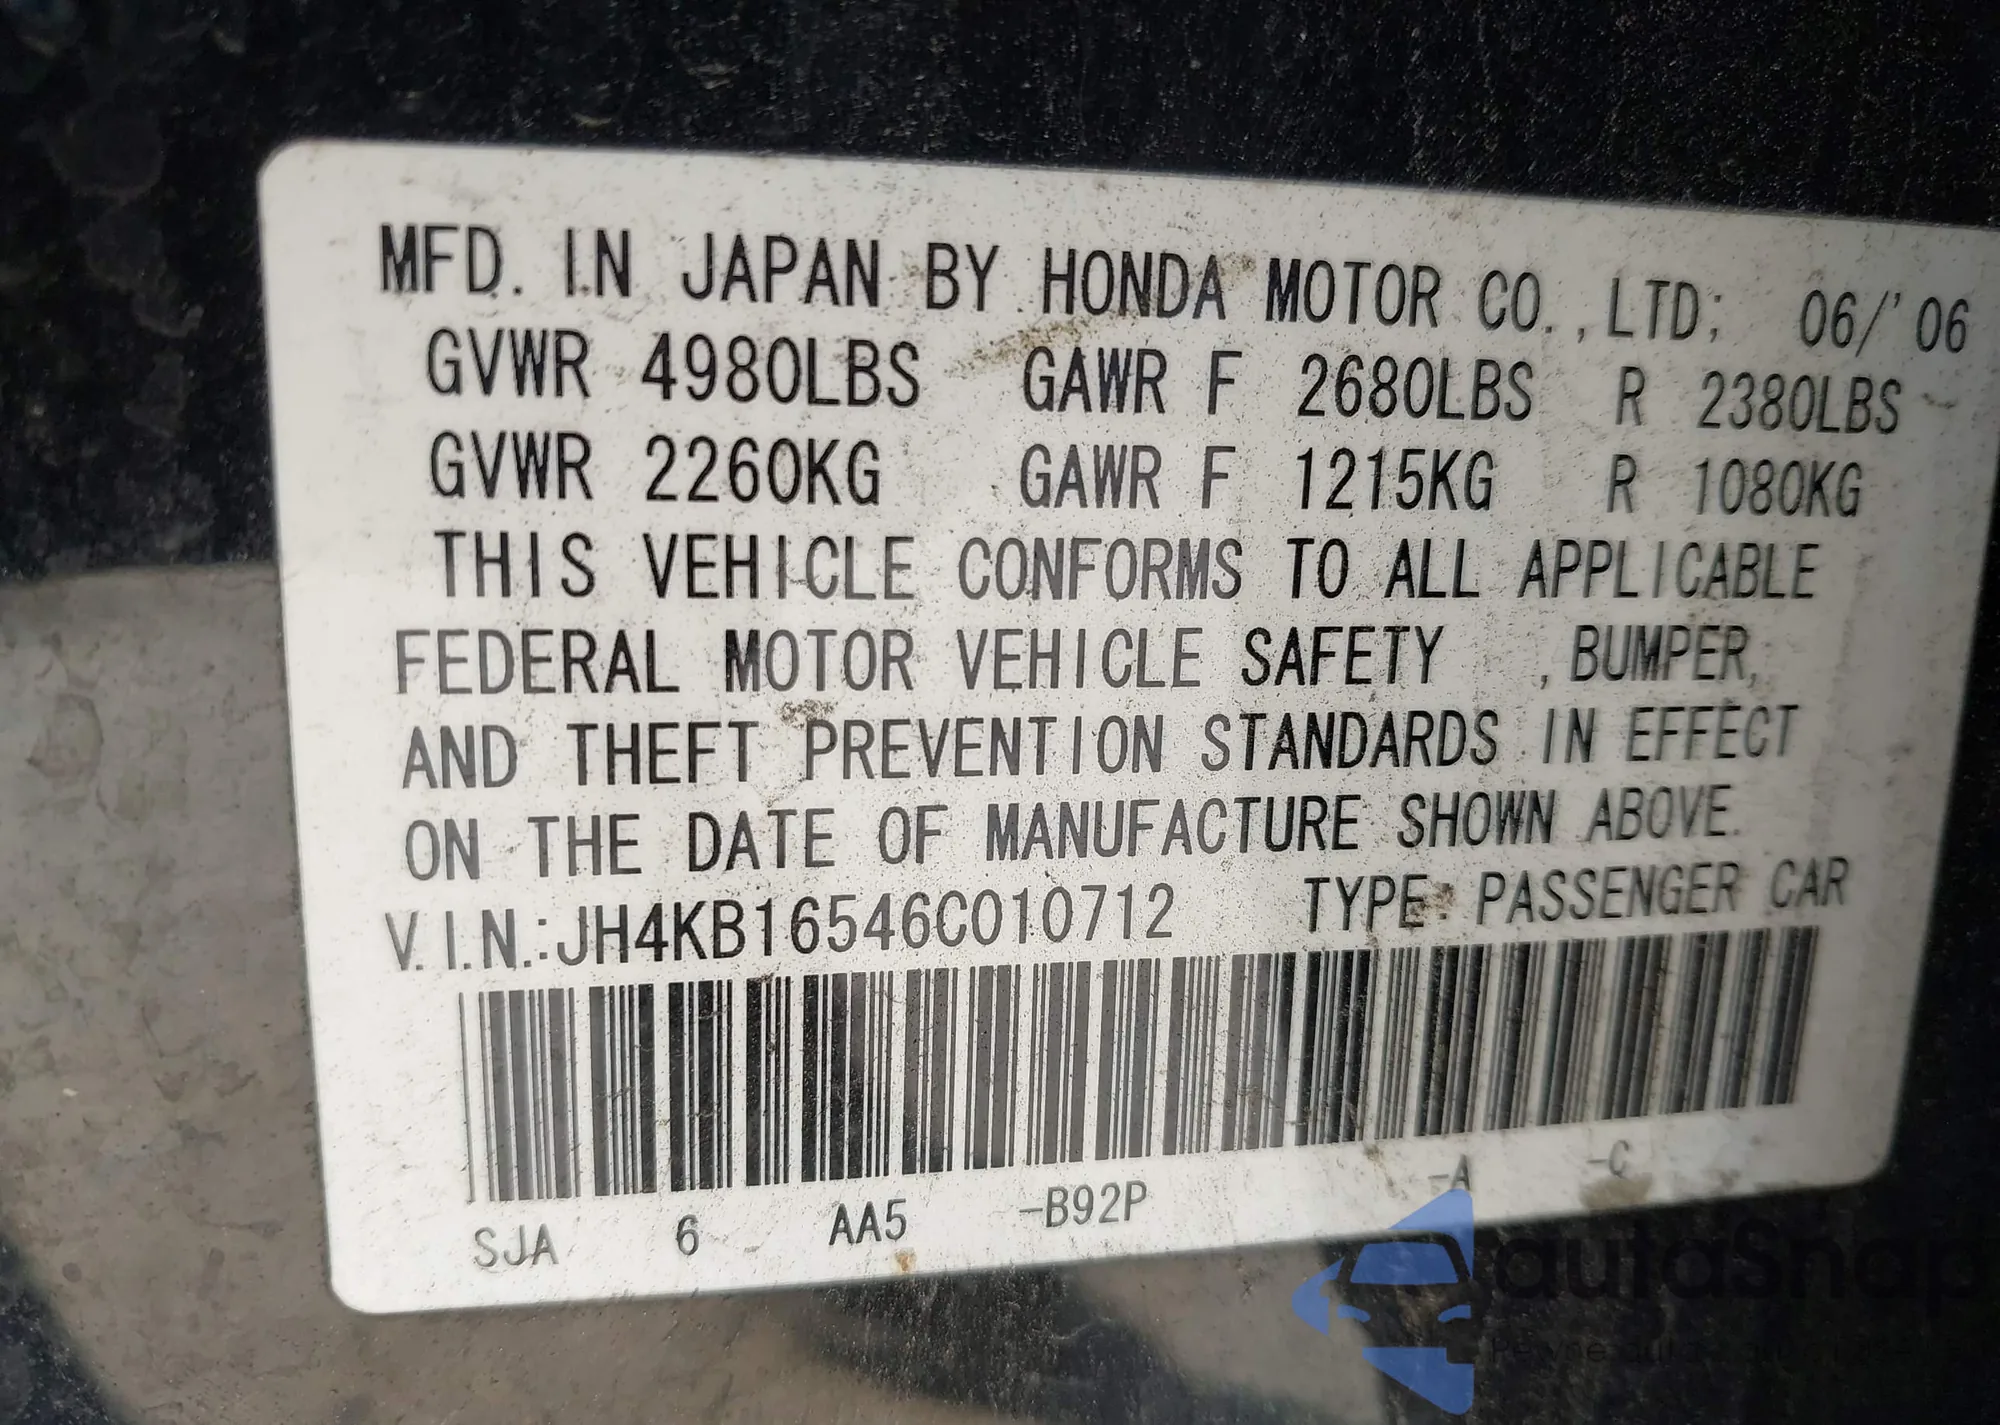 MFD. IN JAPAN BY HONDA MOTOR CO.,LTD; 06/'06
GVWR 4980LBS GAWR F 2680LBS R 2380LBS
GVWR 2260KG GAWR F 1215KG R 1080KG
THIS VEHICLE CONFORMS TO ALL APPLICABLE
FEDERAL MOTOR VEHICLE SAFETY , BUMPER,
AND THEFT PREVENTION STANDARDS IN EFFECT
ON THE DATE OF MANUFACTURE SHOWN ABOVE.
V.I.N.:JH4KB16546C010712 TYPE: PASSENGER CAR
SJA 6 AA5 -B92P -A -C
autaSnap